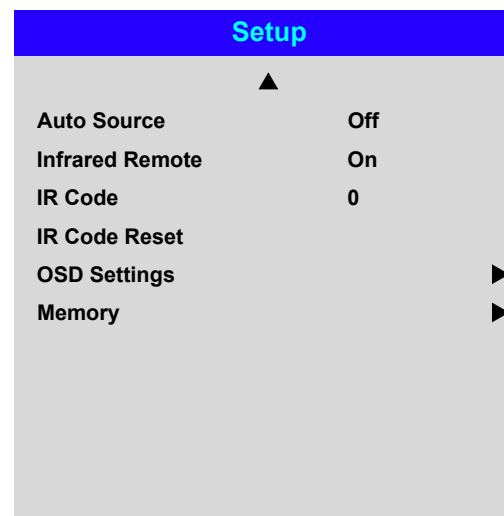 Setup
Auto Source Off
Infrared Remote On
IR Code 0
IR Code Reset
OSD Settings
Memory